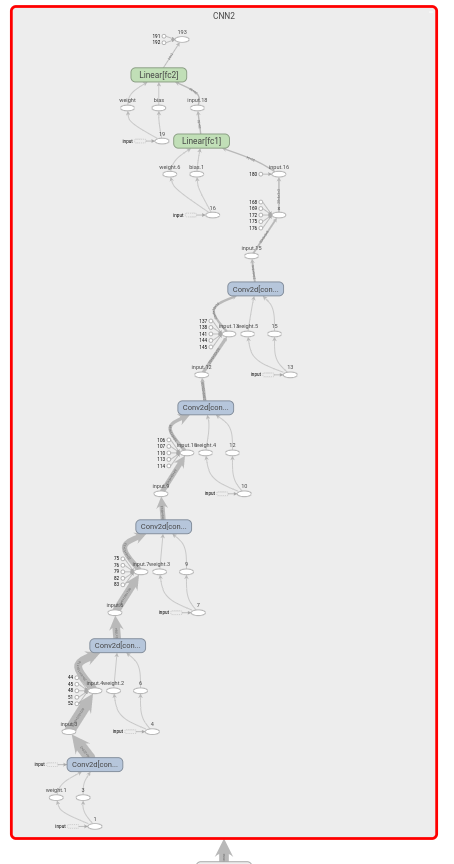 CNN2
193
191
192
Linear[fc2]
weight bias input.18
19
input
Linear[fc1]
weight.6 bias.1 input.16
180
16
input
168
169
172
175
176
input.15
Conv2d[con...
137
138
141
144
145
input.13 weight.5 15
input.12
13
input
Conv2d[con...
106
107
110
113
114
input.10 weight.4 12
input.9
10
input
Conv2d[con...
75
76
79
82
83
input.7 weight.3 9
input.6
7
input
Conv2d[con...
44
45
48
51
52
input.4 weight.2 6
input.3
4
input
Conv2d[con...
input
weight.1 3
1
input